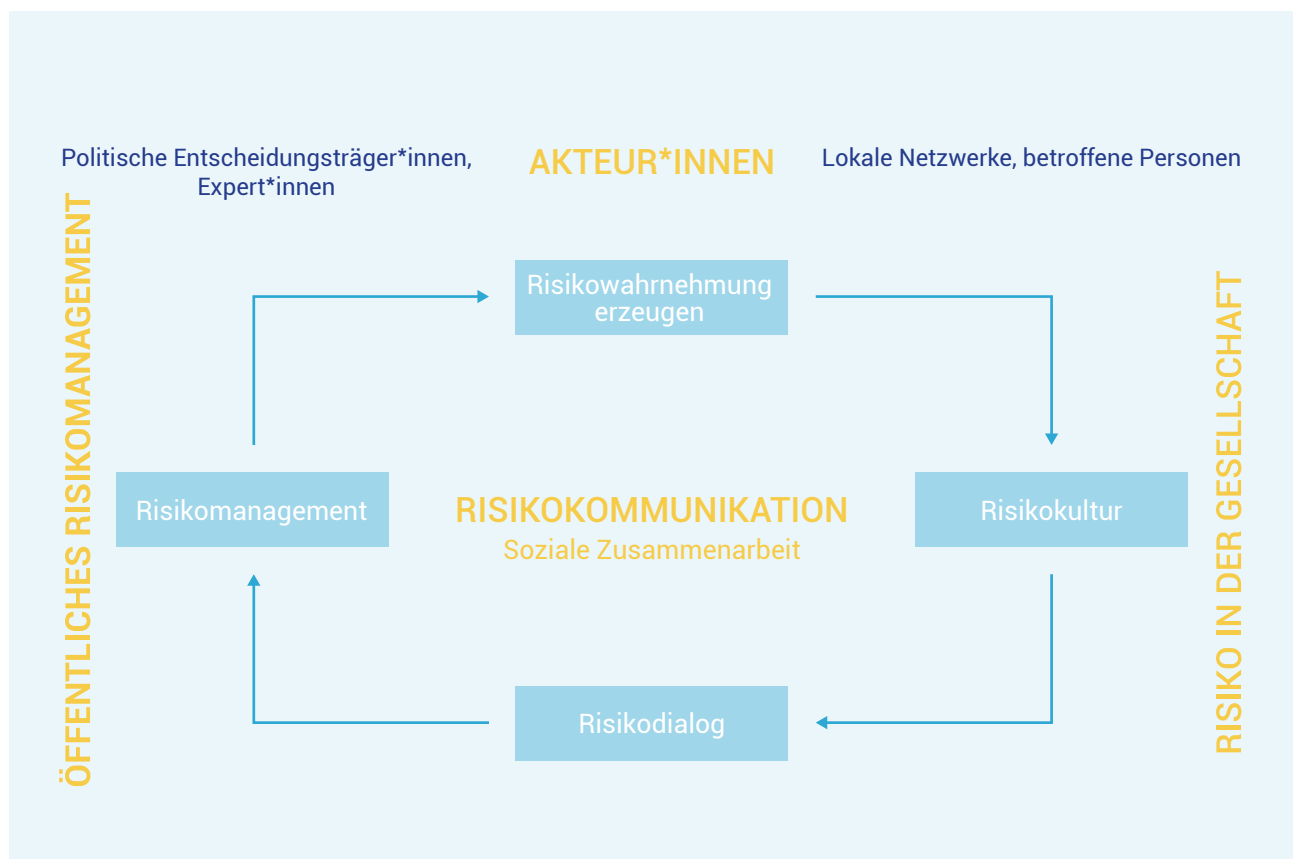 Politische Entscheidungsträger*innen,
Expert*innen
AKTEUR*INNEN
Lokale Netzwerke, betroffene Personen
ÖFFENTLICHES RISIKOMANAGEMENT
Risikowahrnehmung
erzeugen
RISIKO IN DER GESELLSCHAFT
Risikomanagement
RISIKOKOMMUNIKATION
Soziale Zusammenarbeit
Risikokultur
Risikodialog